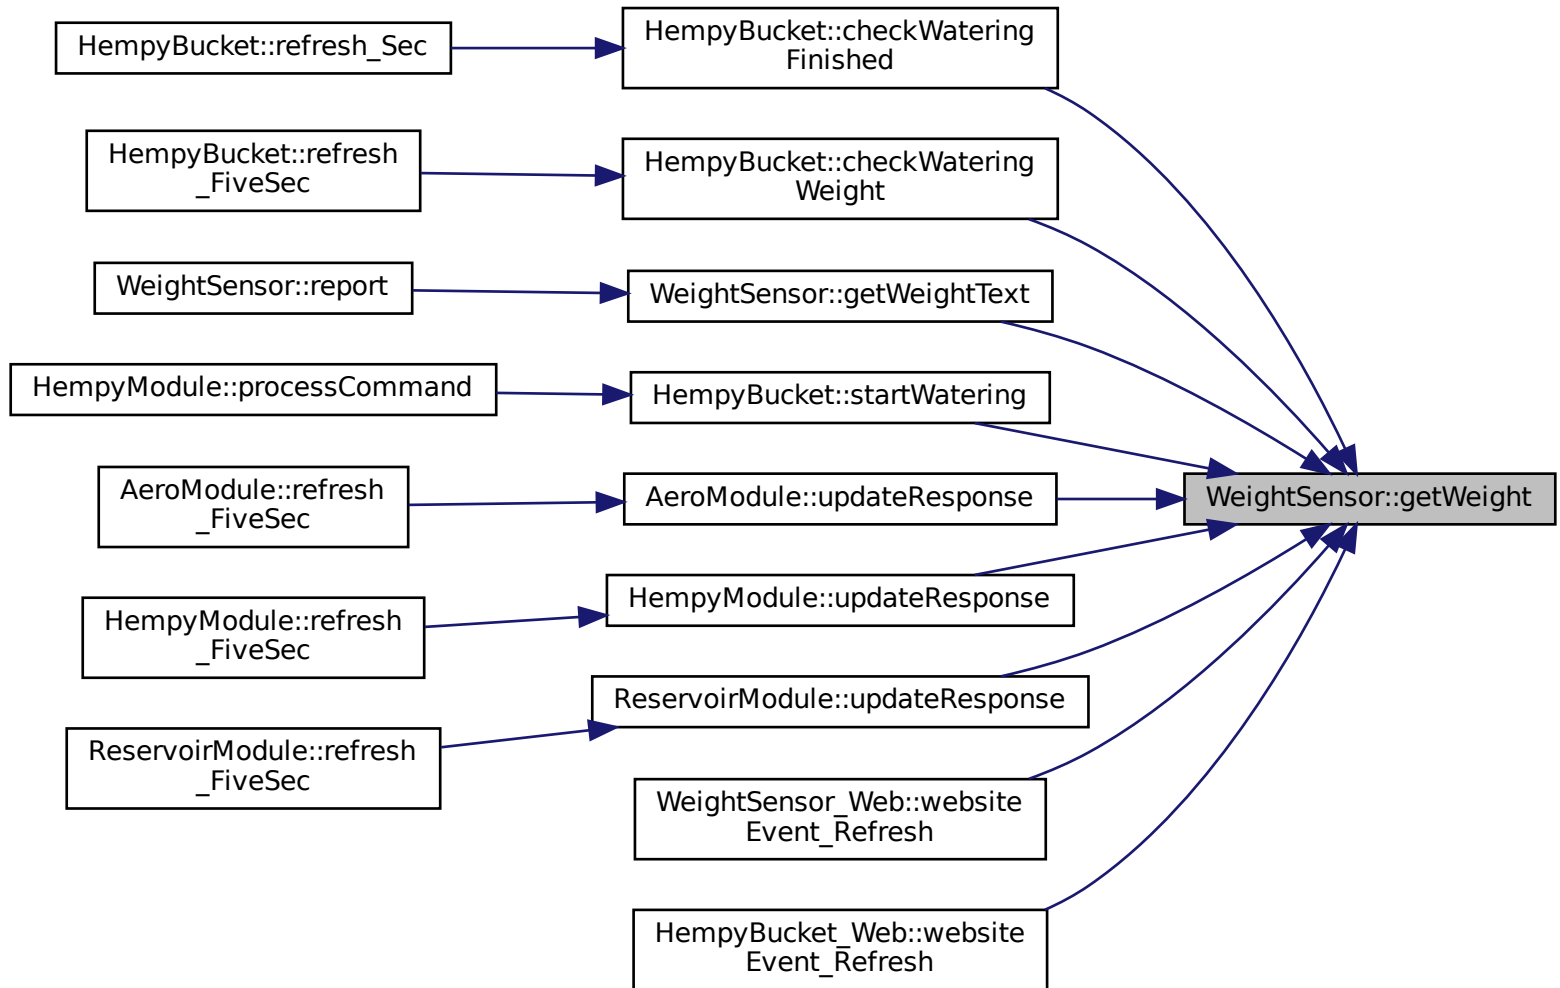 HempyBucket::refresh_Sec
HempyBucket::checkWatering
Finished
HempyBucket::refresh
_FiveSec
HempyBucket::checkWatering
Weight
WeightSensor::report
WeightSensor::getWeightText
HempyModule::processCommand
HempyBucket::startWatering
AeroModule::refresh
_FiveSec
AeroModule::updateResponse
WeightSensor::getWeight
HempyModule::refresh
_FiveSec
HempyModule::updateResponse
ReservoirModule::refresh
_FiveSec
ReservoirModule::updateResponse
WeightSensor_Web::website
Event_Refresh
HempyBucket_Web::website
Event_Refresh